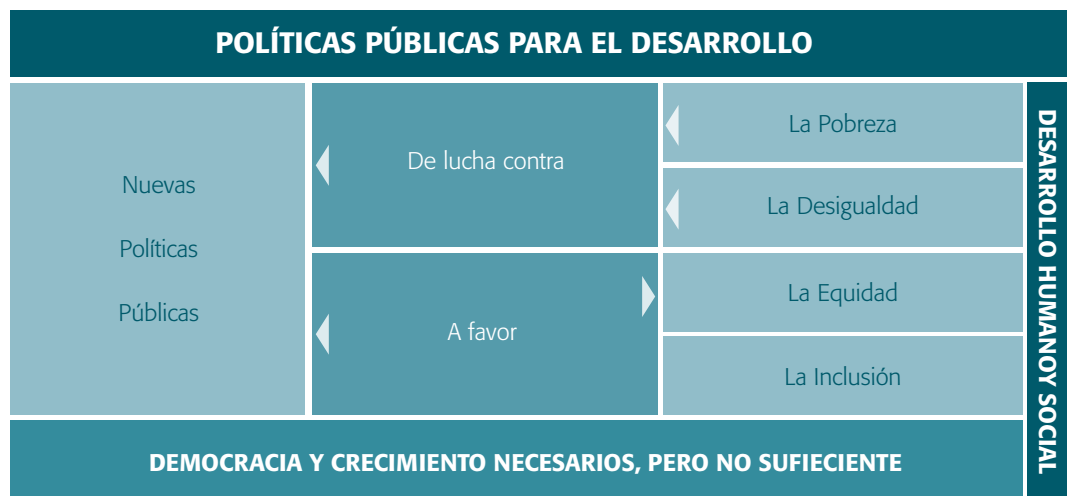 POLÍTICAS PÚBLICAS PARA EL DESARROLLO
Nuevas
Políticas
Públicas
De lucha contra
A favor
La Pobreza
La Desigualdad
La Equidad
La Inclusión
DESARROLLO HUMANOY SOCIAL
DEMOCRACIA Y CRECIMIENTO NECESARIOS, PERO NO SUFIECIENTE